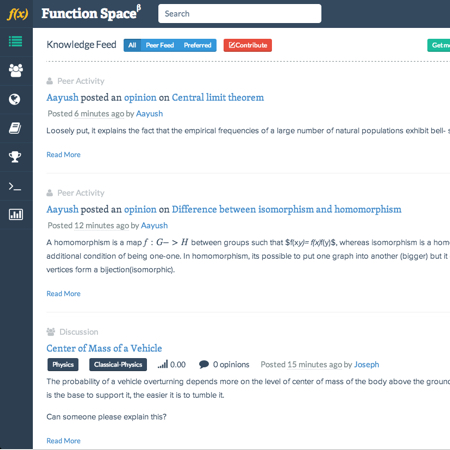 f(x) Function Space β Search
Knowledge Feed All Peer Feed Preferred Contribute Get m
Peer Activity
Aayush posted an opinion on Central limit theorem
Posted 6 minutes ago by Aayush
Loosely put, it explains the fact that the empirical frequencies of a large number of natural populations exhibit bell- s
Read More
Peer Activity
Aayush posted an opinion on Difference between isomorphism and homomorphism
Posted 12 minutes ago by Aayush
A homomorphism is a map f : G− > H between groups such that $f(xy)= f(x)f(y)$, whereas isomorphism is a hom
additional condition of being one-one. In homomorphism, its possible to put one graph into another (bigger) but it
vertices form a bijection(isomorphic).
Read More
Discussion
Center of Mass of a Vehicle
Physics Classical-Physics 0.00 0 opinions Posted 15 minutes ago by Joseph
The probability of a vehicle overturning depends more on the level of center of mass of the body above the ground
is the base to support it, the easier it is to tumble it.
Can someone please explain this?
Read More